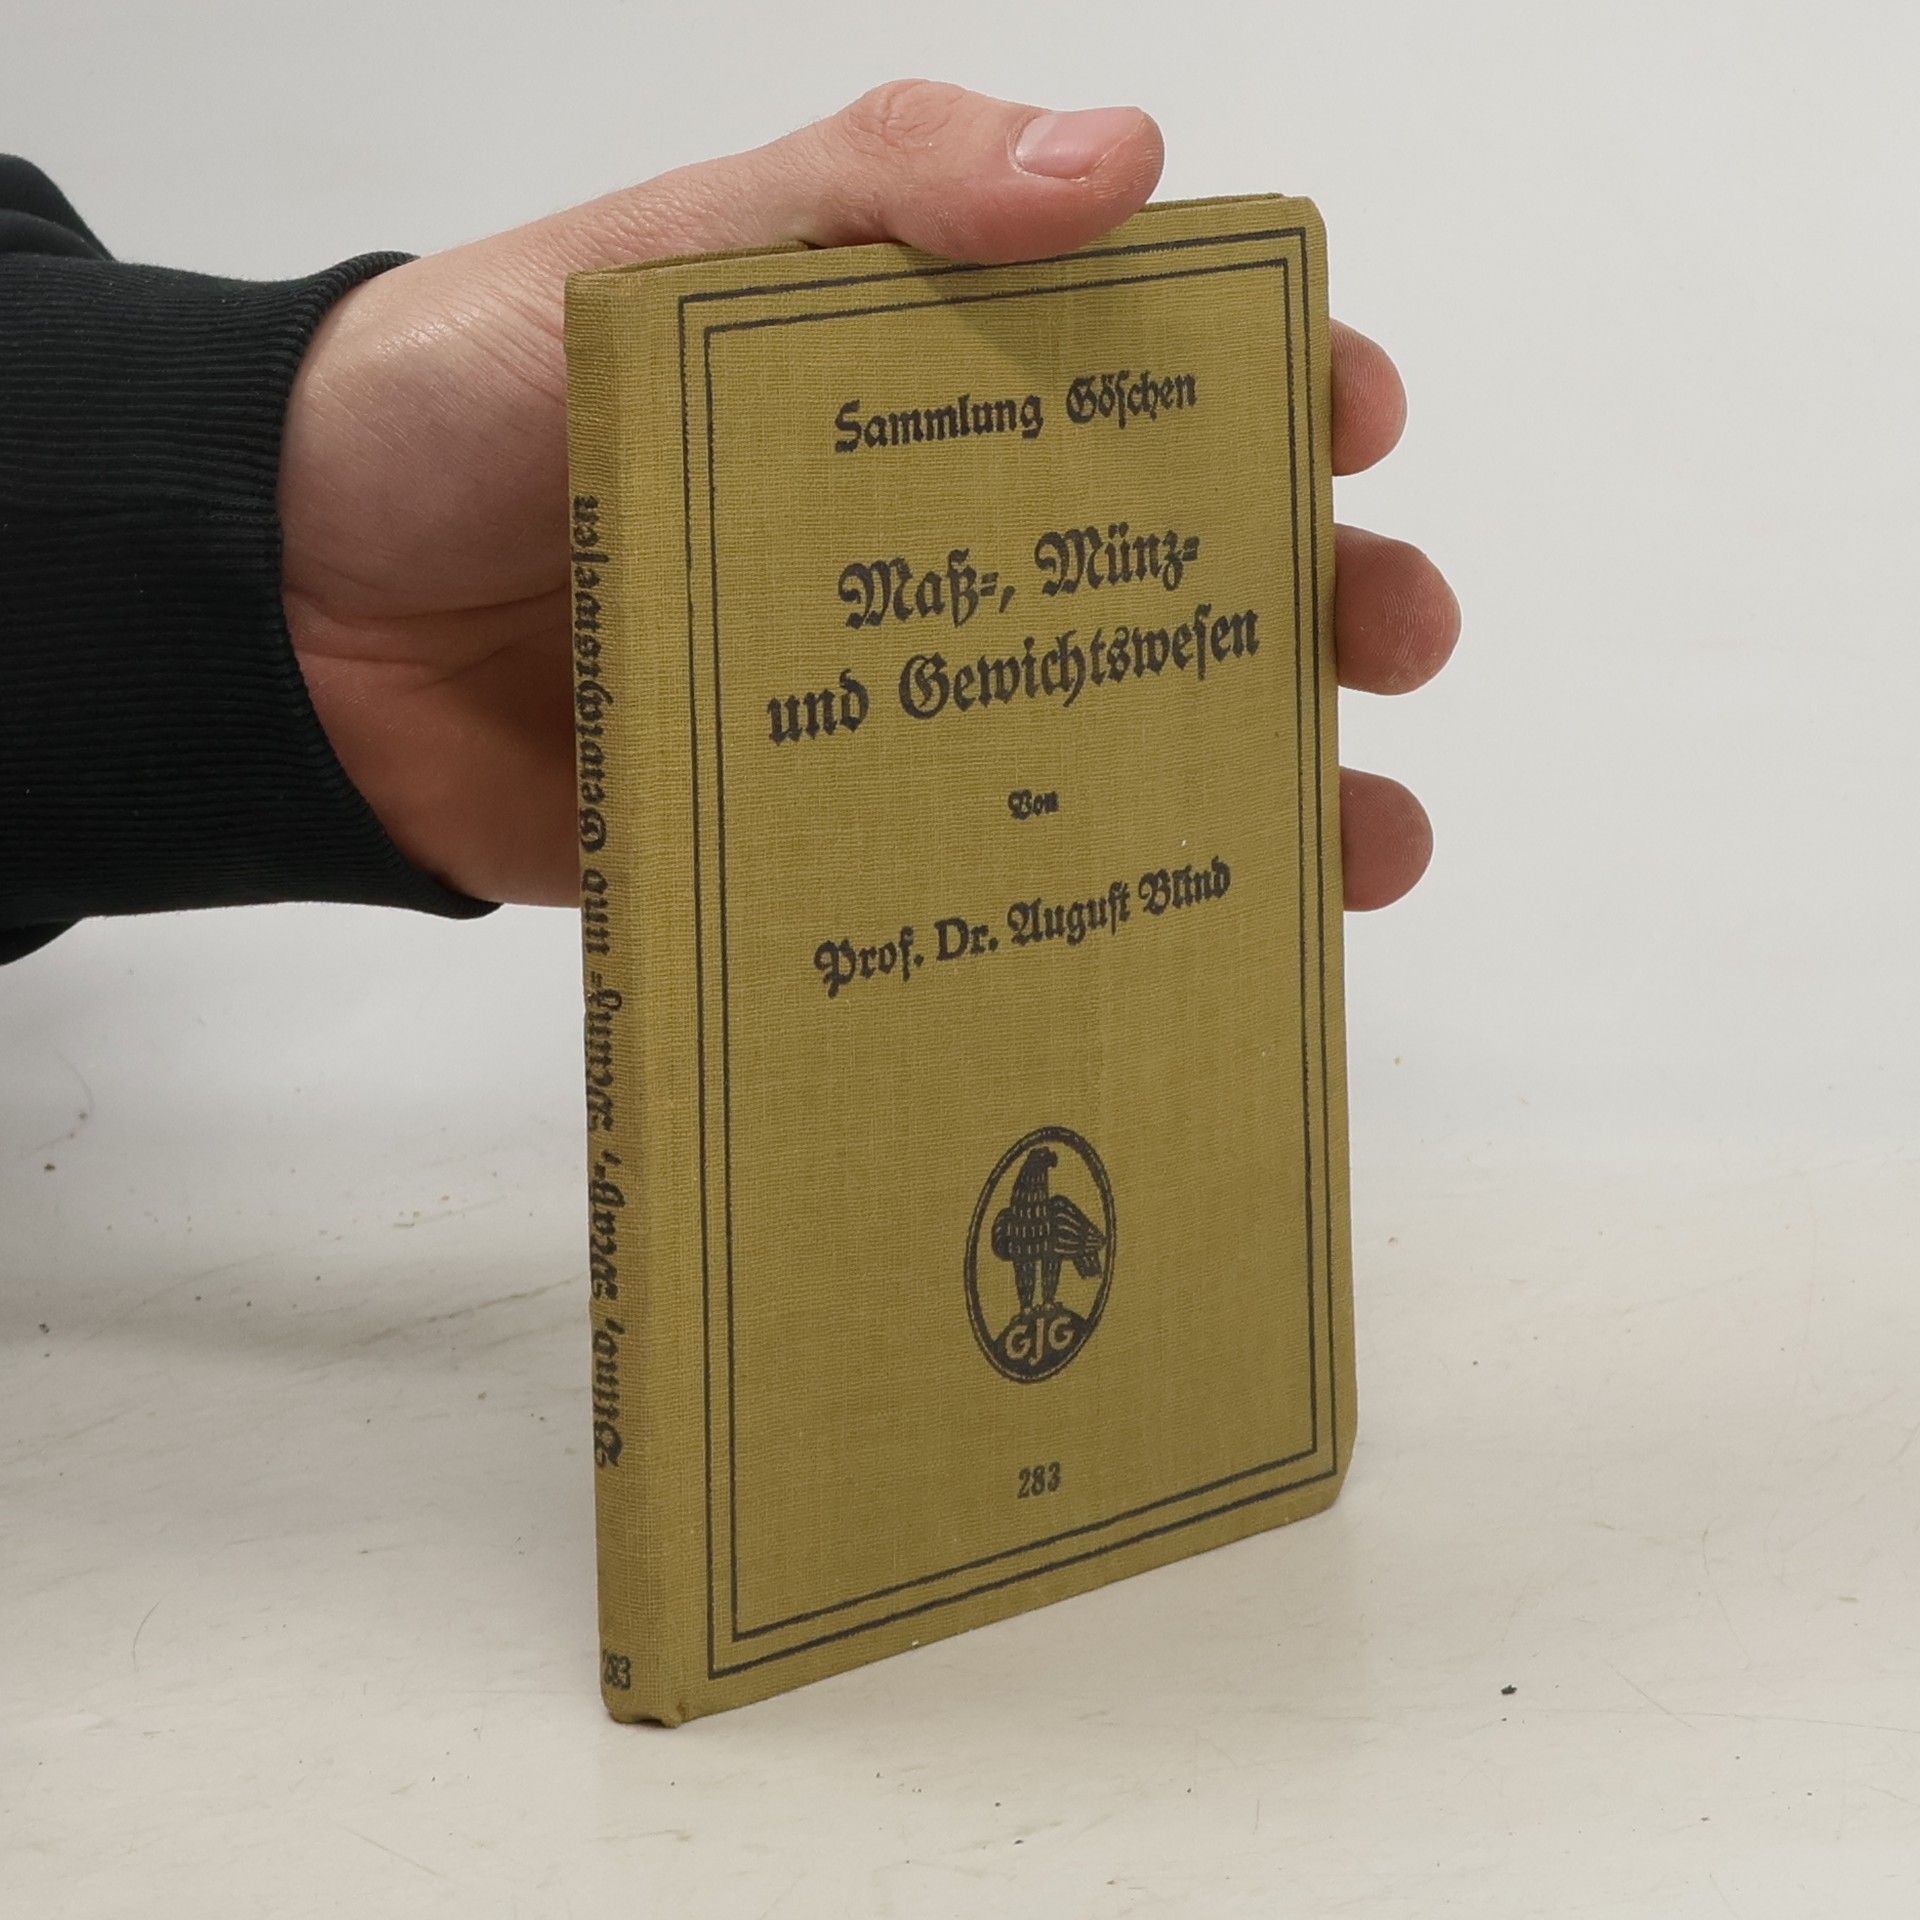 Sammlung Göschen
Maß-, Münz-
und Gewichtswesen
Von
Prof. Dr. August Blind
GJG
283
Blind, Maß-, Münz- und Gewichtswesen
283